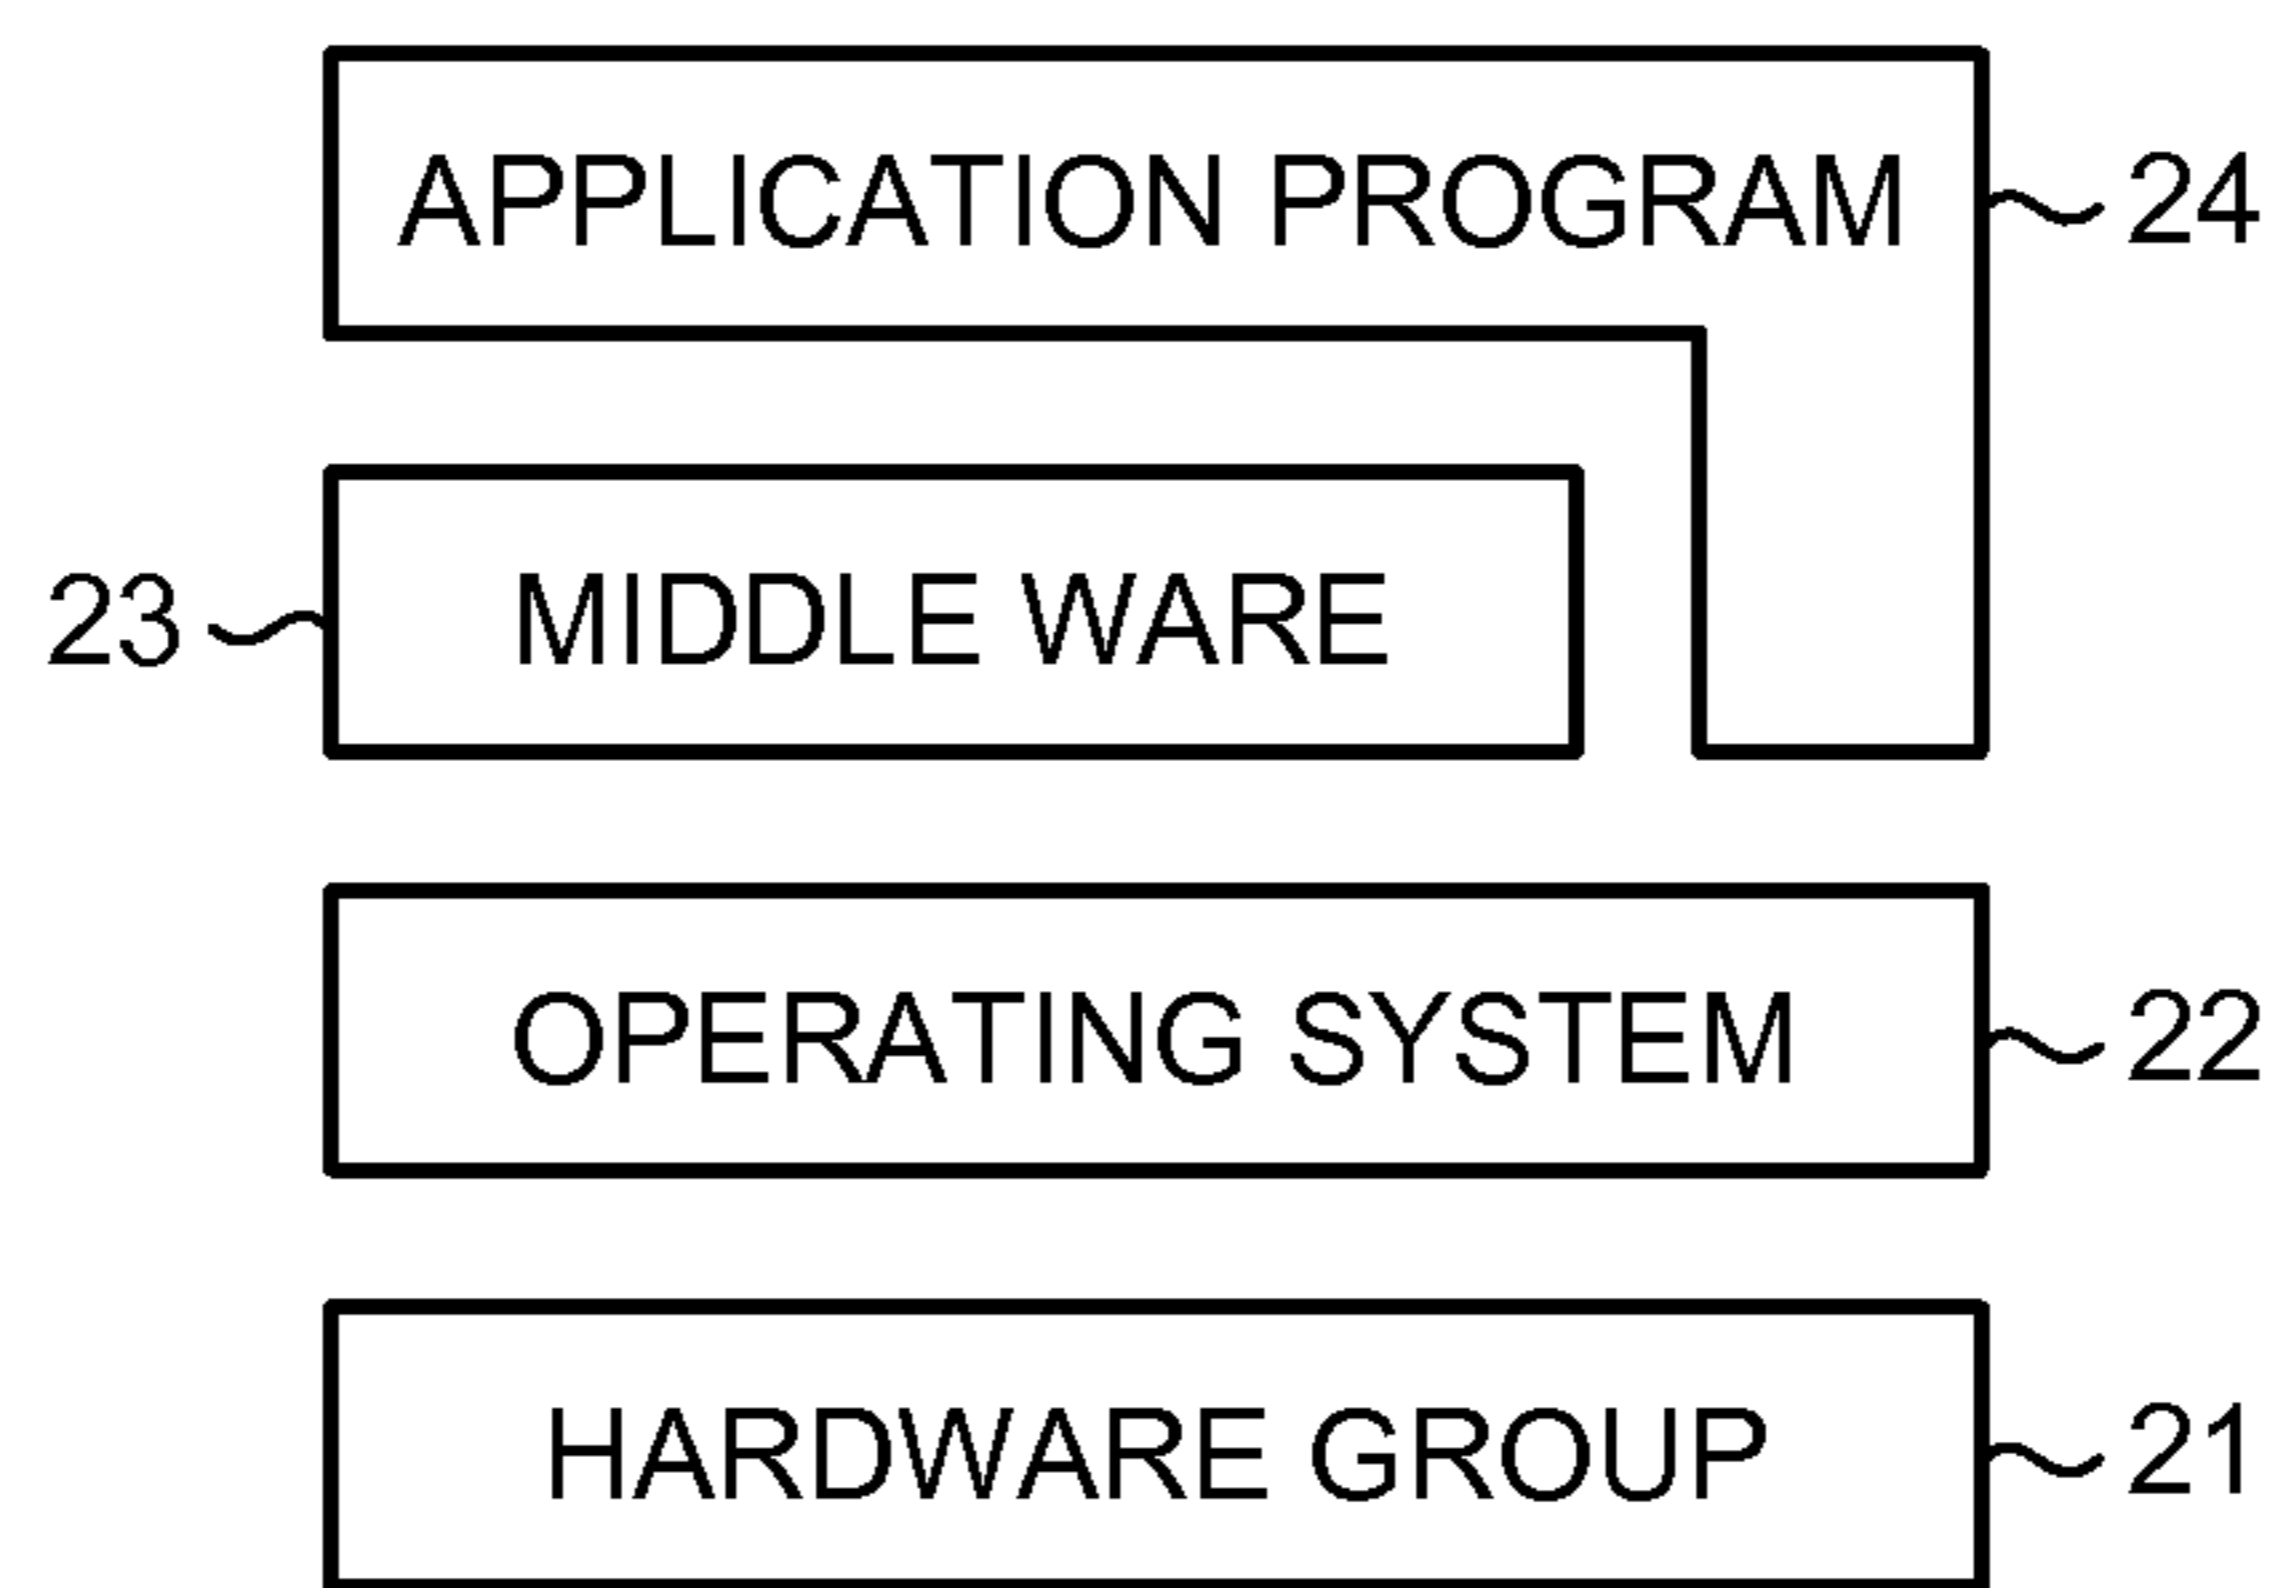 APPLICATION PROGRAM 24
23 MIDDLE WARE
OPERATING SYSTEM 22
HARDWARE GROUP 21